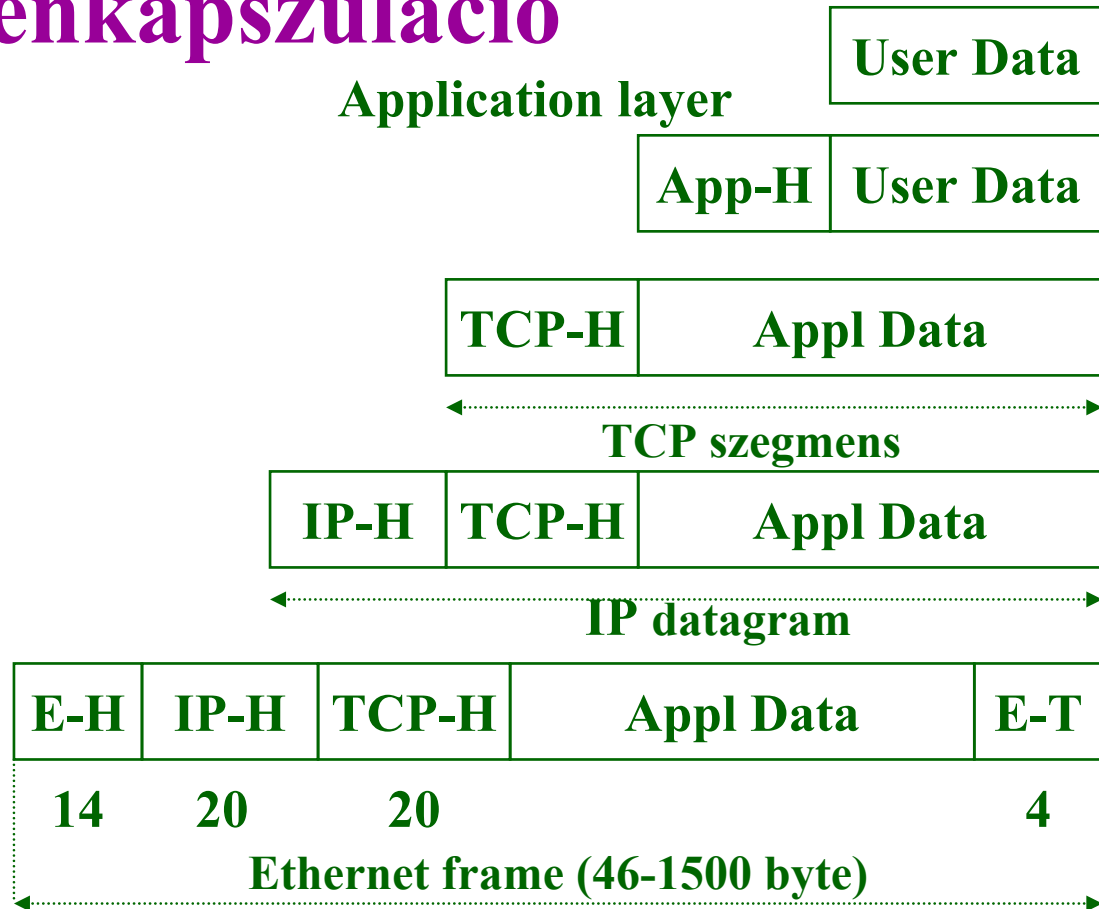 enkapszuláció
User Data
Application layer
App-H User Data
TCP-H Appl Data
TCP szegmens
IP-H TCP-H Appl Data
IP datagram
E-H IP-H TCP-H Appl Data E-T
14 20 20 4
Ethernet frame (46-1500 byte)